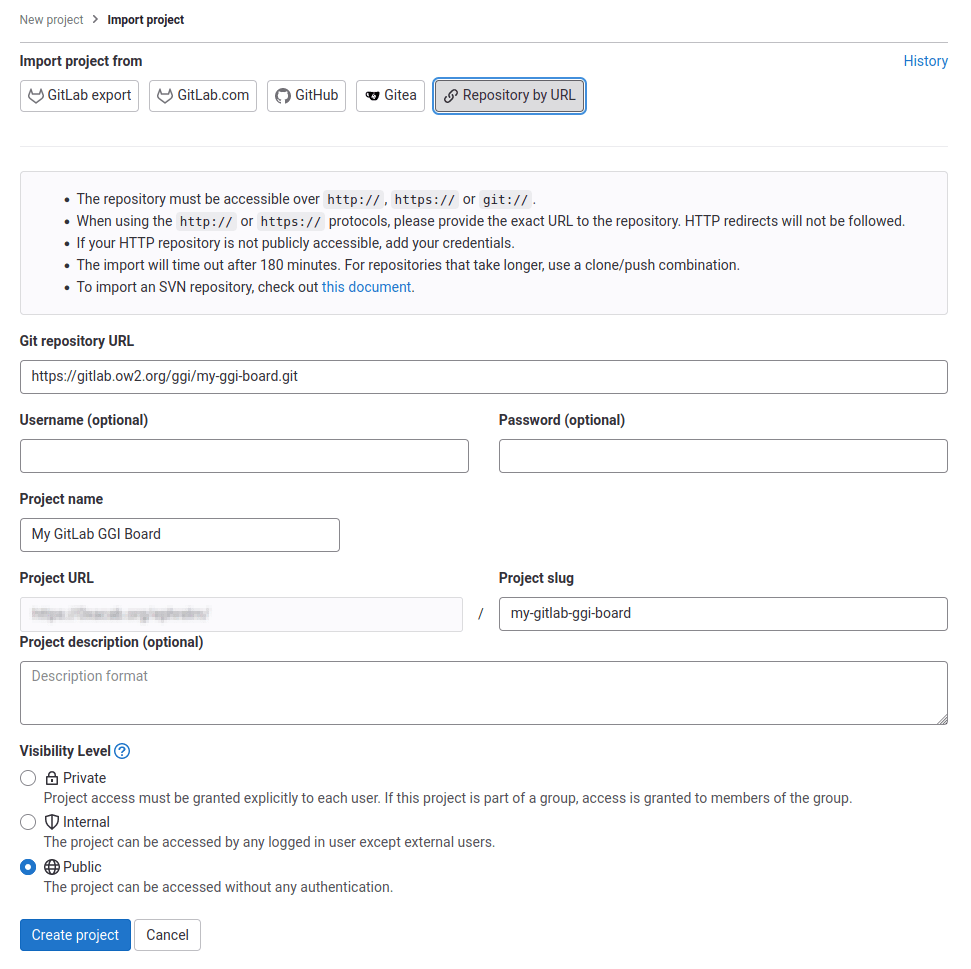 New project > Import project
Import project from
History
GitLab export
GitLab.com
GitHub
Gitea
Repository by URL
• The repository must be accessible over http://, https:// or git://.
• When using the http:// or https:// protocols, please provide the exact URL to the repository. HTTP redirects will not be followed.
• If your HTTP repository is not publicly accessible, add your credentials.
• The import will time out after 180 minutes. For repositories that take longer, use a clone/push combination.
• To import an SVN repository, check out this document.
Git repository URL
https://gitlab.ow2.org/ggi/my-ggi-board.git
Username (optional)
Password (optional)
Project name
My GitLab GGI Board
Project URL
Project slug
/
my-gitlab-ggi-board
Project description (optional)
Description format
Visibility Level ?
Private
Project access must be granted explicitly to each user. If this project is part of a group, access is granted to members of the group.
Internal
The project can be accessed by any logged in user except external users.
Public
The project can be accessed without any authentication.
Create project
Cancel